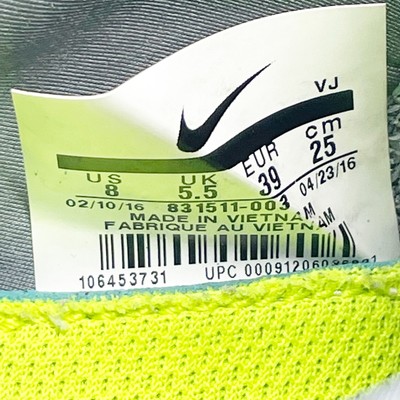 VJ
US UK EUR cm
8 5.5 39 25
02/10/16 831511-003 04/23/16
MADE IN VIETNAM
FABRIQUE AU VIETNAM
106453731 UPC